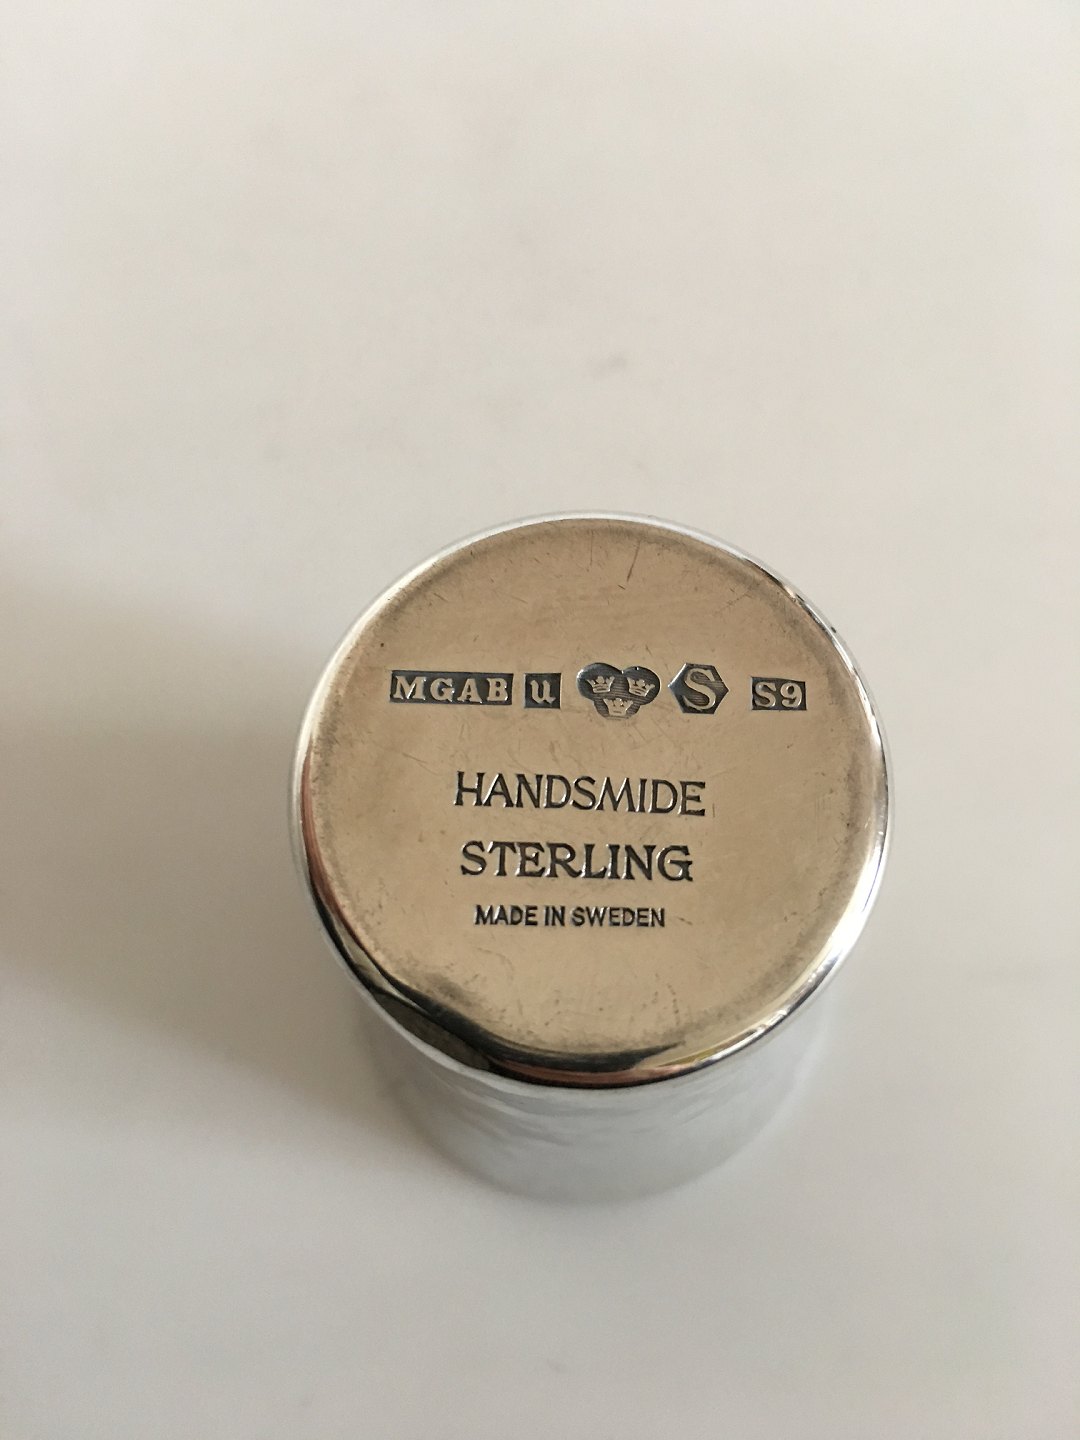 MGAB U S S9
HANDSMIDE
STERLING
MADE IN SWEDEN